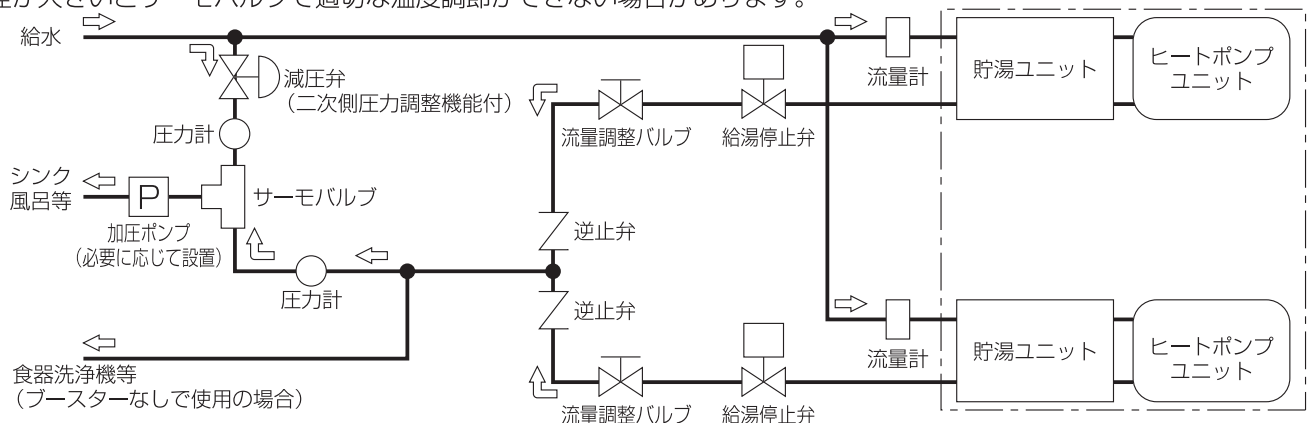 差が大きいとサーモバルブで適切な温度調節ができない場合があります。
給水
減圧弁
（二次側圧力調整機能付）
圧力計
シンク
風呂等
P
サーモバルブ
加圧ポンプ
（必要に応じて設置）
圧力計
食器洗浄機等
（ブースターなしで使用の場合）
流量調整バルブ
給湯停止弁
逆止弁
逆止弁
流量調整バルブ
給湯停止弁
流量計
貯湯ユニット
ヒートポンプ
ユニット
流量計
貯湯ユニット
ヒートポンプ
ユニット